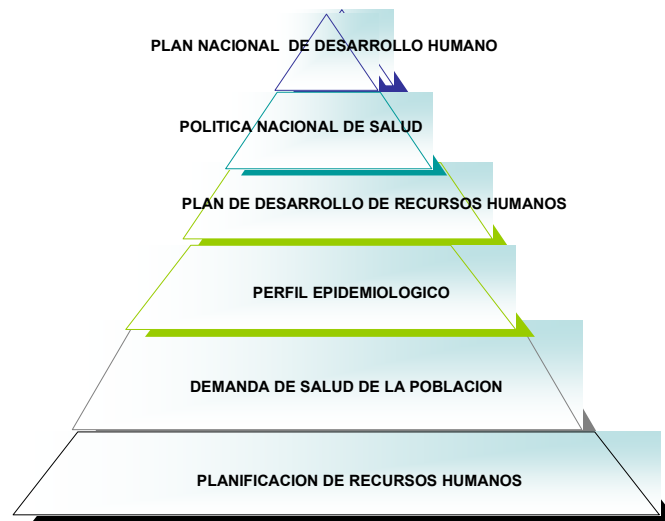 PLAN NACIONAL DE DESARROLLO HUMANO
POLITICA NACIONAL DE SALUD
PLAN DE DESARROLLO DE RECURSOS HUMANOS
PERFIL EPIDEMIOLOGICO
DEMANDA DE SALUD DE LA POBLACION
PLANIFICACION DE RECURSOS HUMANOS